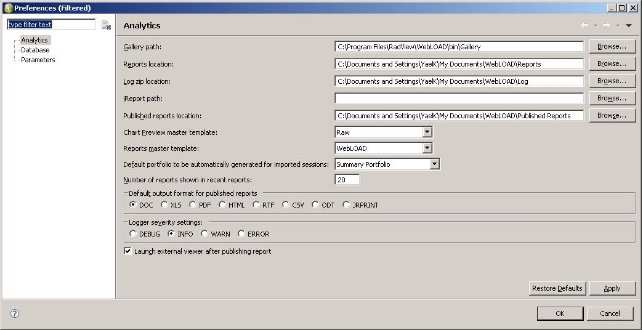 Preferences (Filtered)
type filter text
Analytics
Database
Parameters
Analytics
Gallery path: C:\Program Files\RadView\WebLOAD\bin\Gallery Browse...
Reports location: C:\Documents and Settings\YaelK\My Documents\WebLOAD\Reports Browse...
Log zip location: C:\Documents and Settings\YaelK\My Documents\WebLOAD\Log Browse...
iReport path: Browse...
Published reports location: C:\Documents and Settings\YaelK\My Documents\WebLOAD\Published Reports Browse...
Chart Preview master template: Raw
Reports master template: WebLOAD
Default portfolio to be automatically generated for imported sessions: Summary Portfolio
Number of reports shown in recent reports: 20
Default output format for published reports
DOC XLS PDF HTML RTF CSV ODT JRPRINT
Logger severity settings:
DEBUG INFO WARN ERROR
Launch external viewer after publishing report
Restore Defaults Apply
OK Cancel